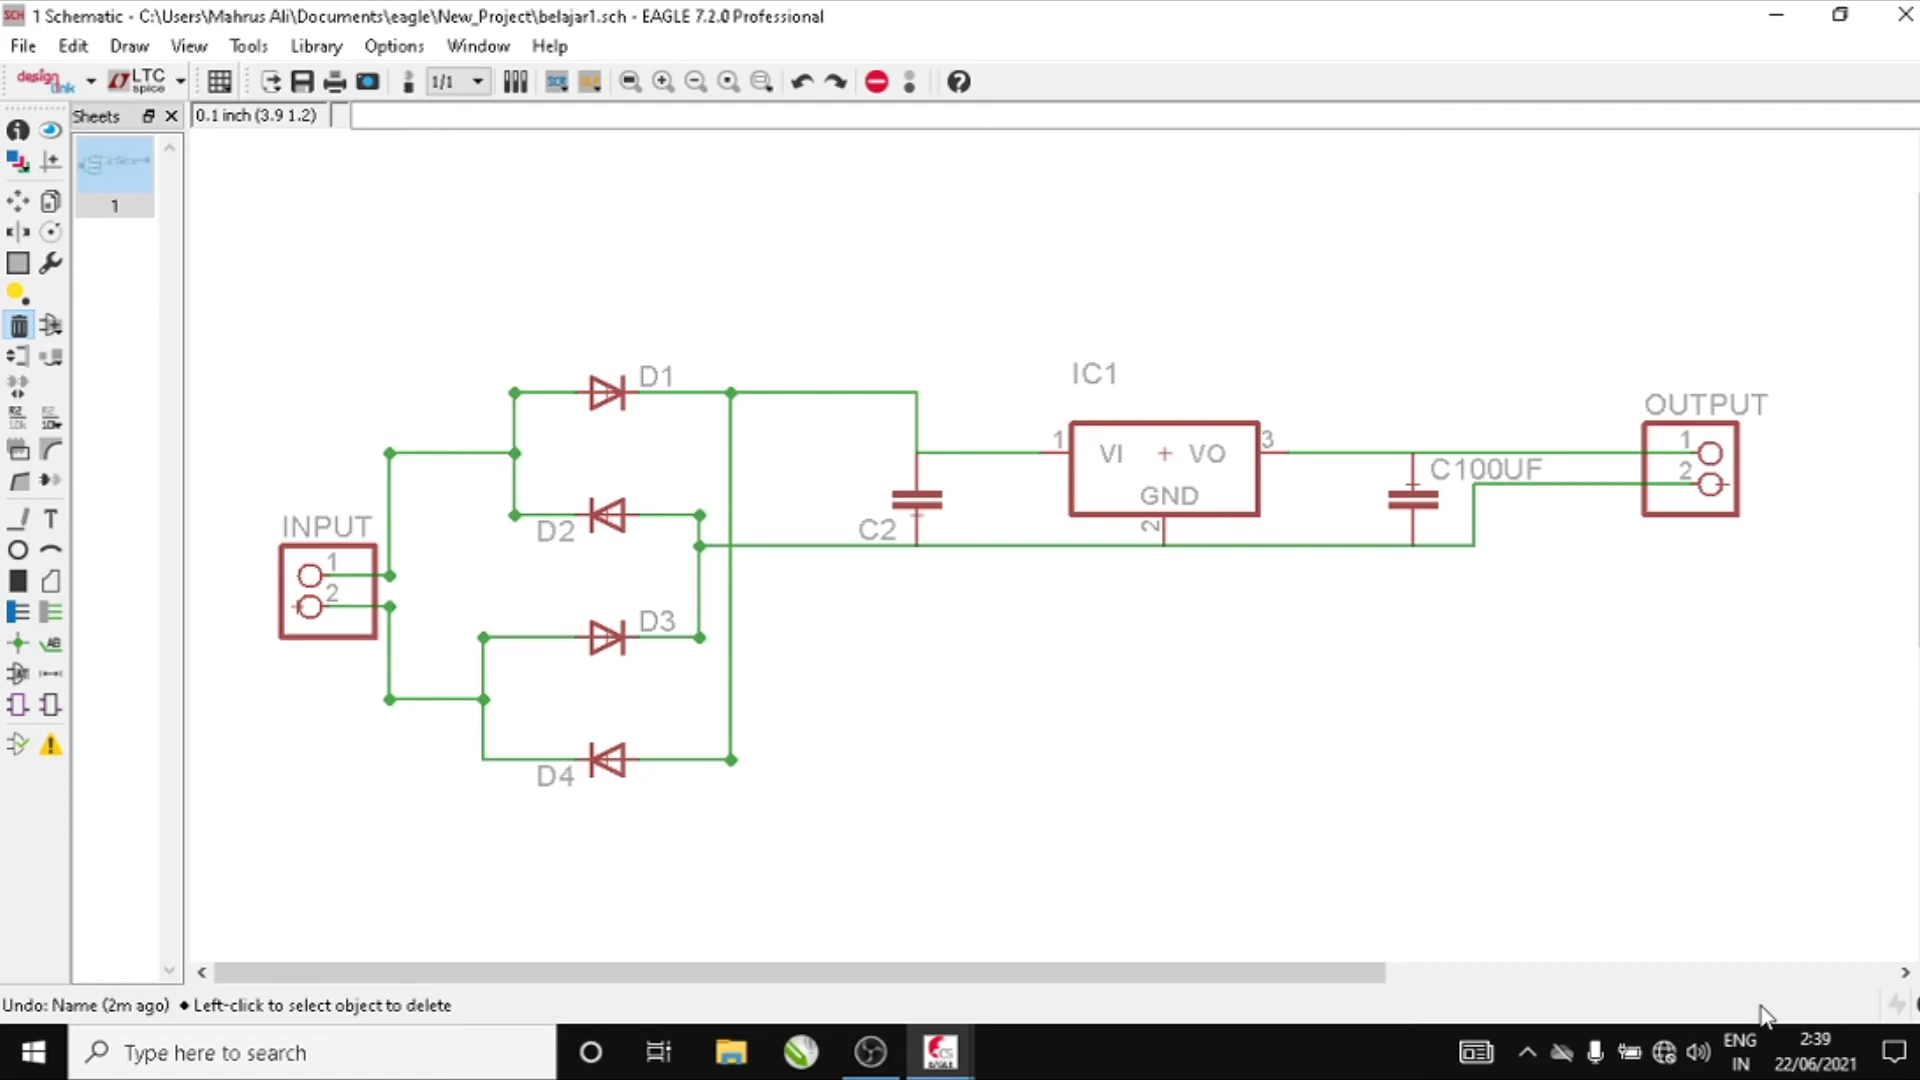 1 Schematic - C:\Users\Mahrus Ali\Documents\eagle\New_Project\belajar1.sch - EAGLE 7.2.0 Professional
File Edit Draw View Tools Library Options Window Help
design link LTC spice 1/1
Sheets
0.1 inch (3.9 1.2)
1
D1
IC1
OUTPUT
1 VI + VO 3
1
C100UF
2
GND
D2
C2
2
INPUT
1
2
D3
D4
Undo: Name (2m ago) ♦ Left-click to select object to delete
Type here to search
ENG
IN
2:39
22/06/2021